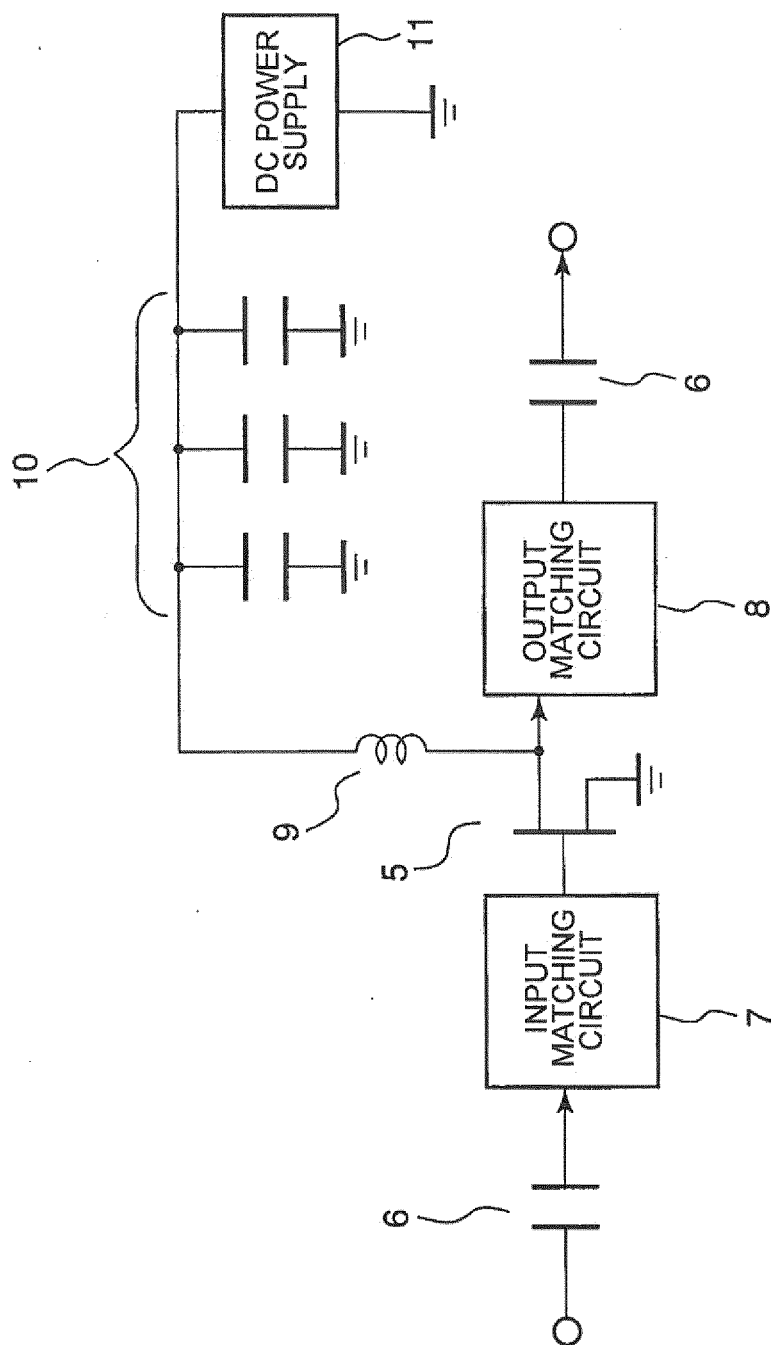 10
DC POWER
SUPPLY
11
9
5
6
INPUT
MATCHING
CIRCUIT
7
OUTPUT
MATCHING
CIRCUIT
8
6